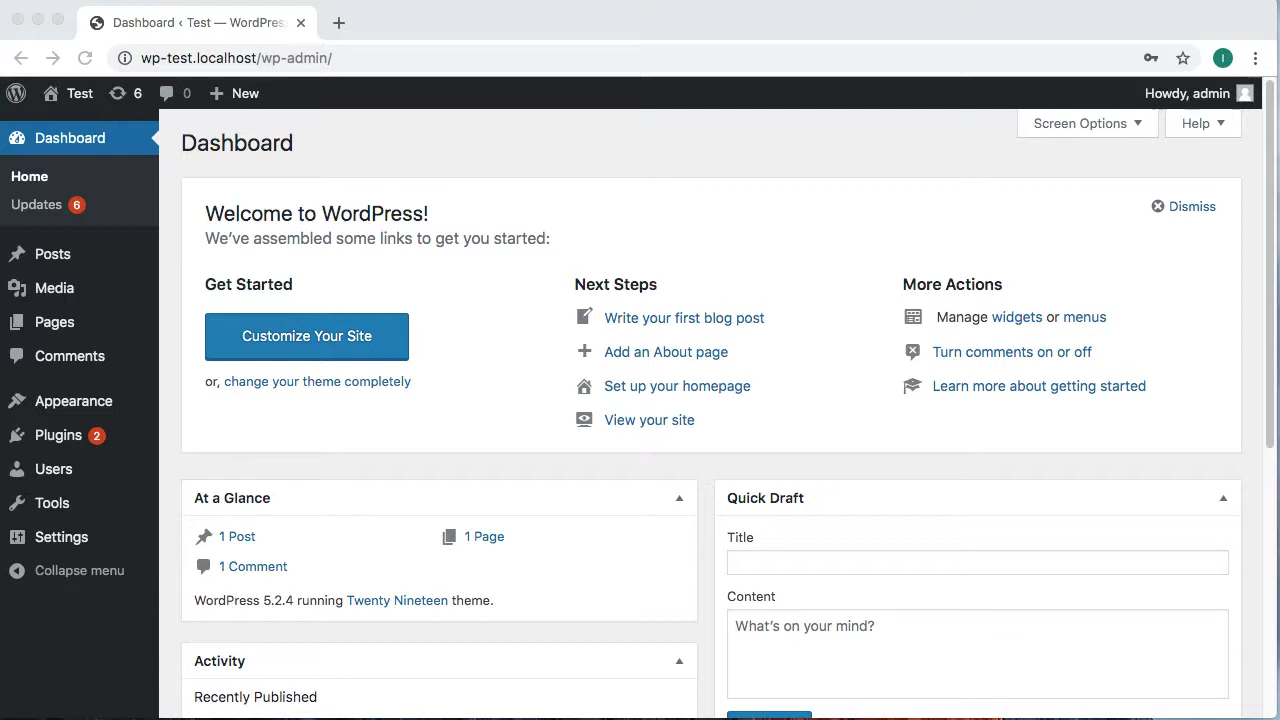 Dashboard ‹ Test — WordPres
wp-test.localhost/wp-admin/
I
Test
6
0
New
Howdy, admin
Dashboard
Home
Updates 6
Posts
Media
Pages
Comments
Appearance
Plugins 2
Users
Tools
Settings
Collapse menu
Screen Options
Help
Dashboard
Welcome to WordPress!
We've assembled some links to get you started:
Dismiss
Get Started
Customize Your Site
or, change your theme completely
Next Steps
Write your first blog post
Add an About page
Set up your homepage
View your site
More Actions
Manage widgets or menus
Turn comments on or off
Learn more about getting started
At a Glance
1 Post
1 Page
1 Comment
WordPress 5.2.4 running Twenty Nineteen theme.
Activity
Recently Published
Quick Draft
Title
Content
What's on your mind?